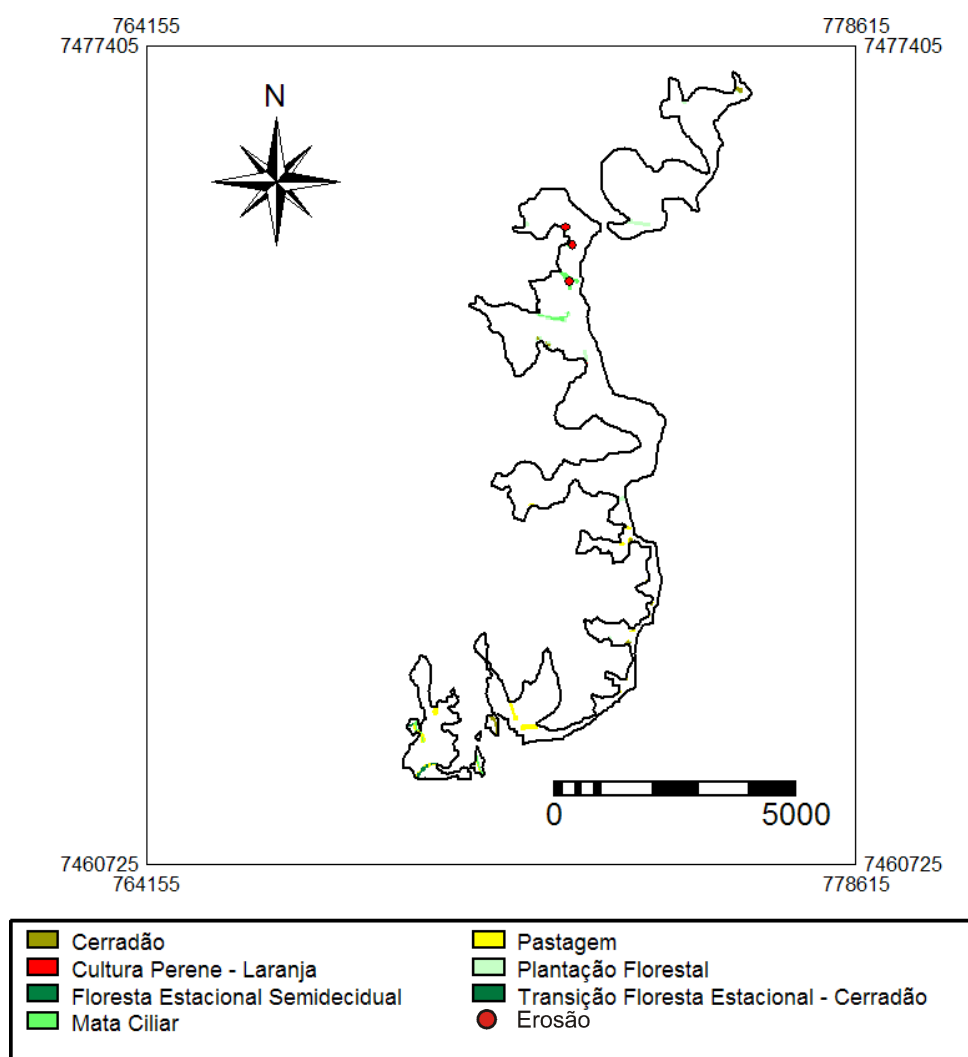 764155 778615
7477405 7477405
N
0 5000
7460725 7460725
764155 778615
Cerradão
Cultura Perene - Laranja
Floresta Estacional Semidecidual
Mata Ciliar
Pastagem
Plantação Florestal
Transição Floresta Estacional - Cerradão
Erosão